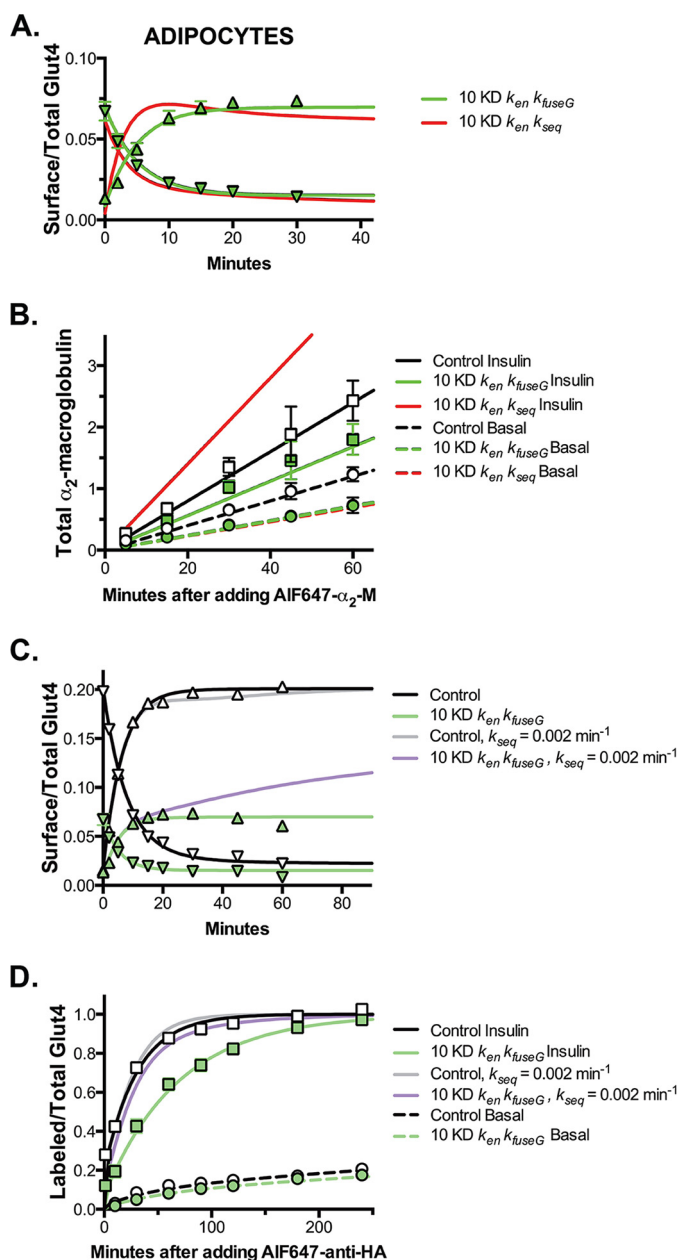 A.
ADIPOCYTES
Surface/Total Glut4
0.10
0.05
0.00
0 10 20 30 40
Minutes
10 KD ken kfuseG
10 KD ken kseq
B.
Total α2-macroglobulin
3
2
1
0
0 20 40 60
Minutes after adding AlF647-α2-M
Control Insulin
10 KD ken kfuseG Insulin
10 KD ken kseq Insulin
Control Basal
10 KD ken kfuseG Basal
10 KD ken kseq Basal
C.
Surface/Total Glut4
0.20
0.15
0.10
0.05
0.00
0 20 40 60 80
Minutes
Control
10 KD ken kfuseG
Control, kseq = 0.002 min-1
10 KD ken kfuseG , kseq = 0.002 min-1
D.
Labeled/Total Glut4
1.0
0.8
0.6
0.4
0.2
0.0
0 100 200
Minutes after adding AlF647-anti-HA
Control Insulin
10 KD ken kfuseG Insulin
Control, kseq = 0.002 min-1
10 KD ken kfuseG , kseq = 0.002 min-1
Control Basal
10 KD ken kfuseG Basal